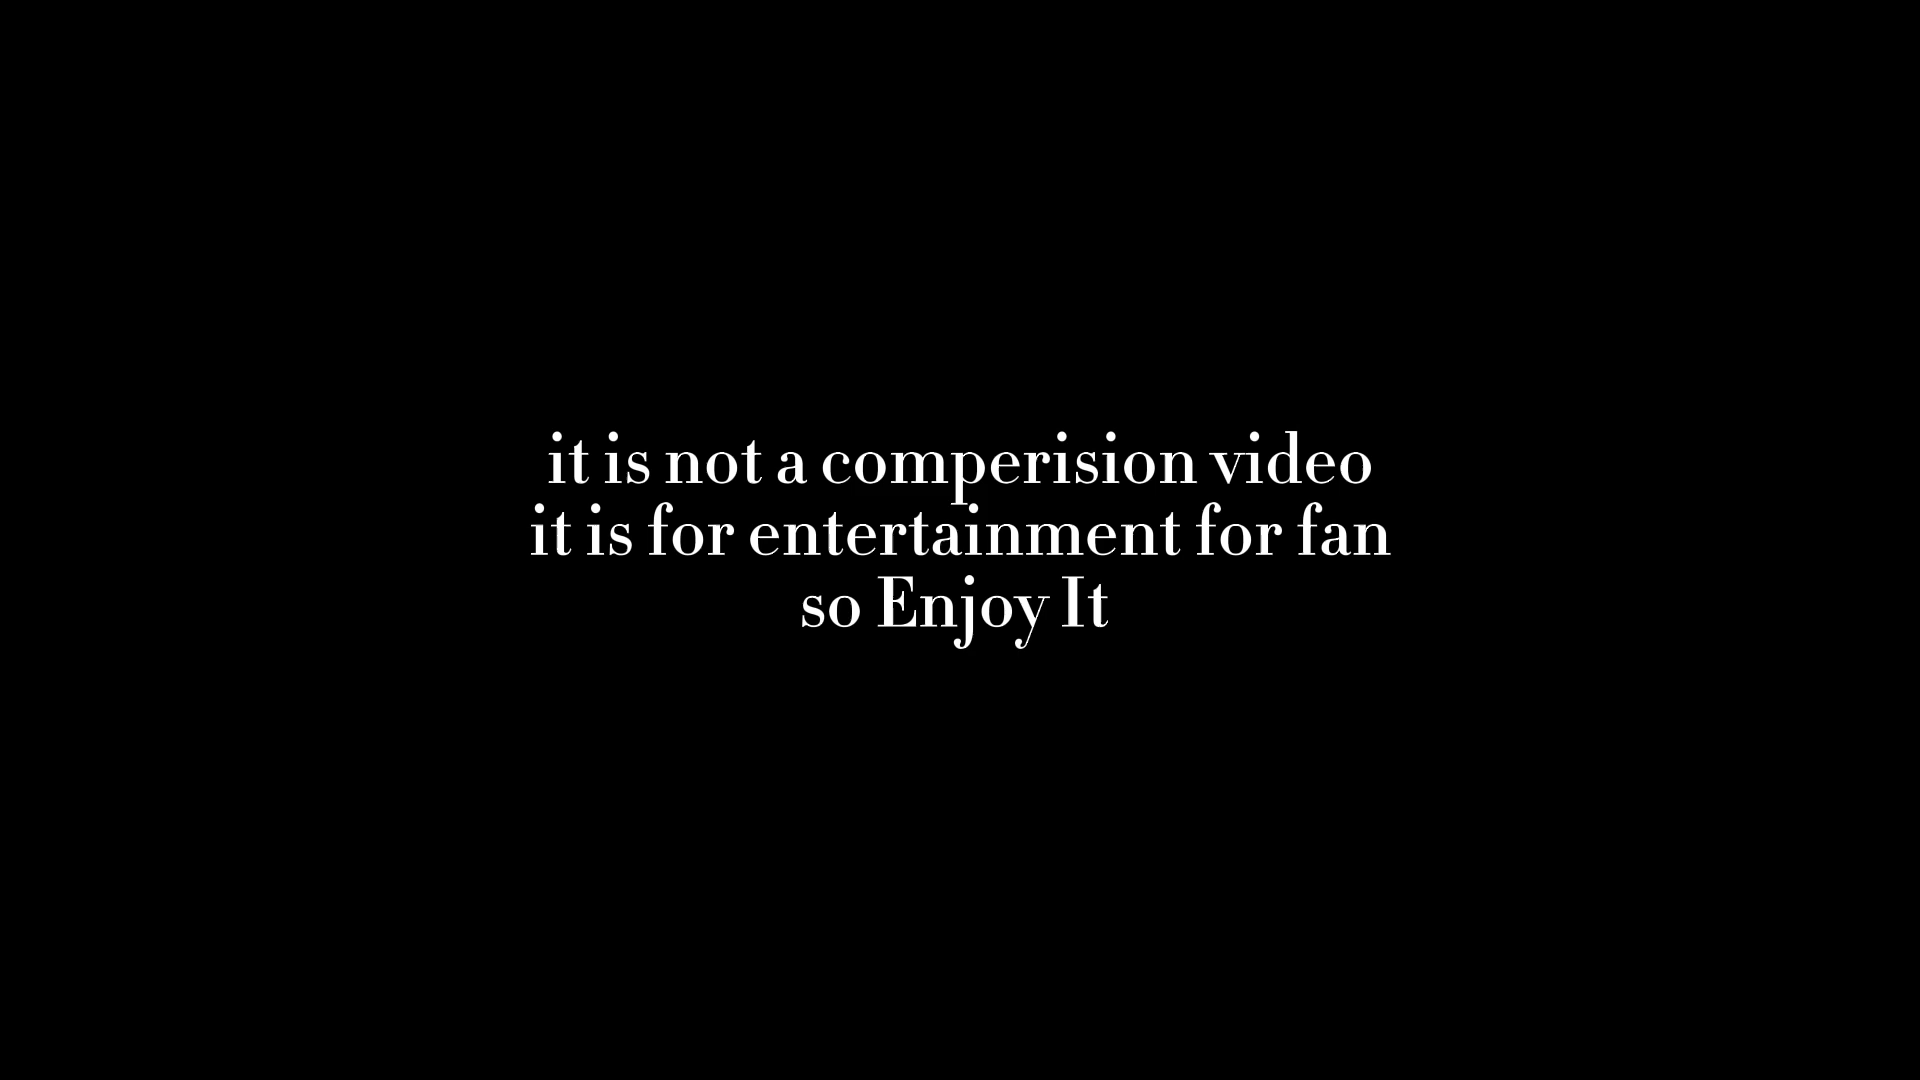 it is not a comperision video
it is for entertainment for fan
so Enjoy It